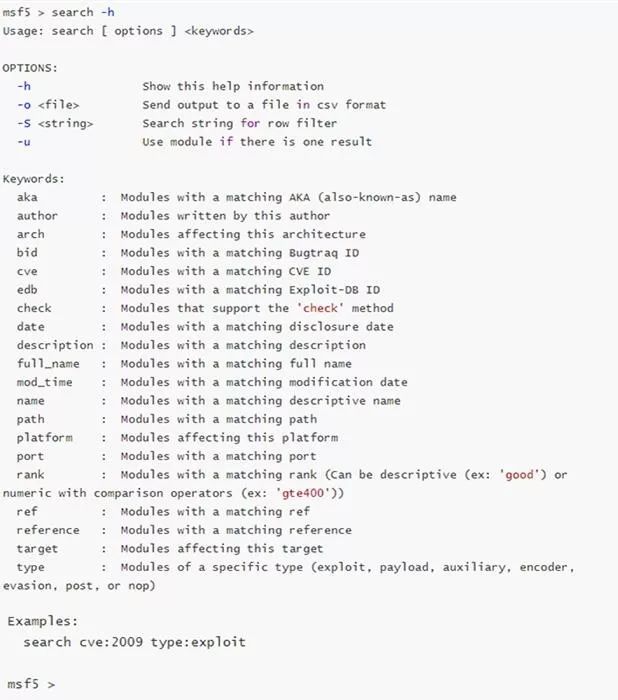 msf5 > search -h
Usage: search [ options ] <keywords>
OPTIONS:
-h Show this help information
-o <file> Send output to a file in csv format
-S <string> Search string for row filter
-u Use module if there is one result
Keywords:
aka : Modules with a matching AKA (also-known-as) name
author : Modules written by this author
arch : Modules affecting this architecture
bid : Modules with a matching Bugtraq ID
cve : Modules with a matching CVE ID
edb : Modules with a matching Exploit-DB ID
check : Modules that support the 'check' method
date : Modules with a matching disclosure date
description : Modules with a matching description
full_name : Modules with a matching full name
mod_time : Modules with a matching modification date
name : Modules with a matching descriptive name
path : Modules with a matching path
platform : Modules affecting this platform
port : Modules with a matching port
rank : Modules with a matching rank (Can be descriptive (ex: 'good') or
numeric with comparison operators (ex: 'gte400'))
ref : Modules with a matching ref
reference : Modules with a matching reference
target : Modules affecting this target
type : Modules of a specific type (exploit, payload, auxiliary, encoder,
evasion, post, or nop)
Examples:
search cve:2009 type:exploit
msf5 >